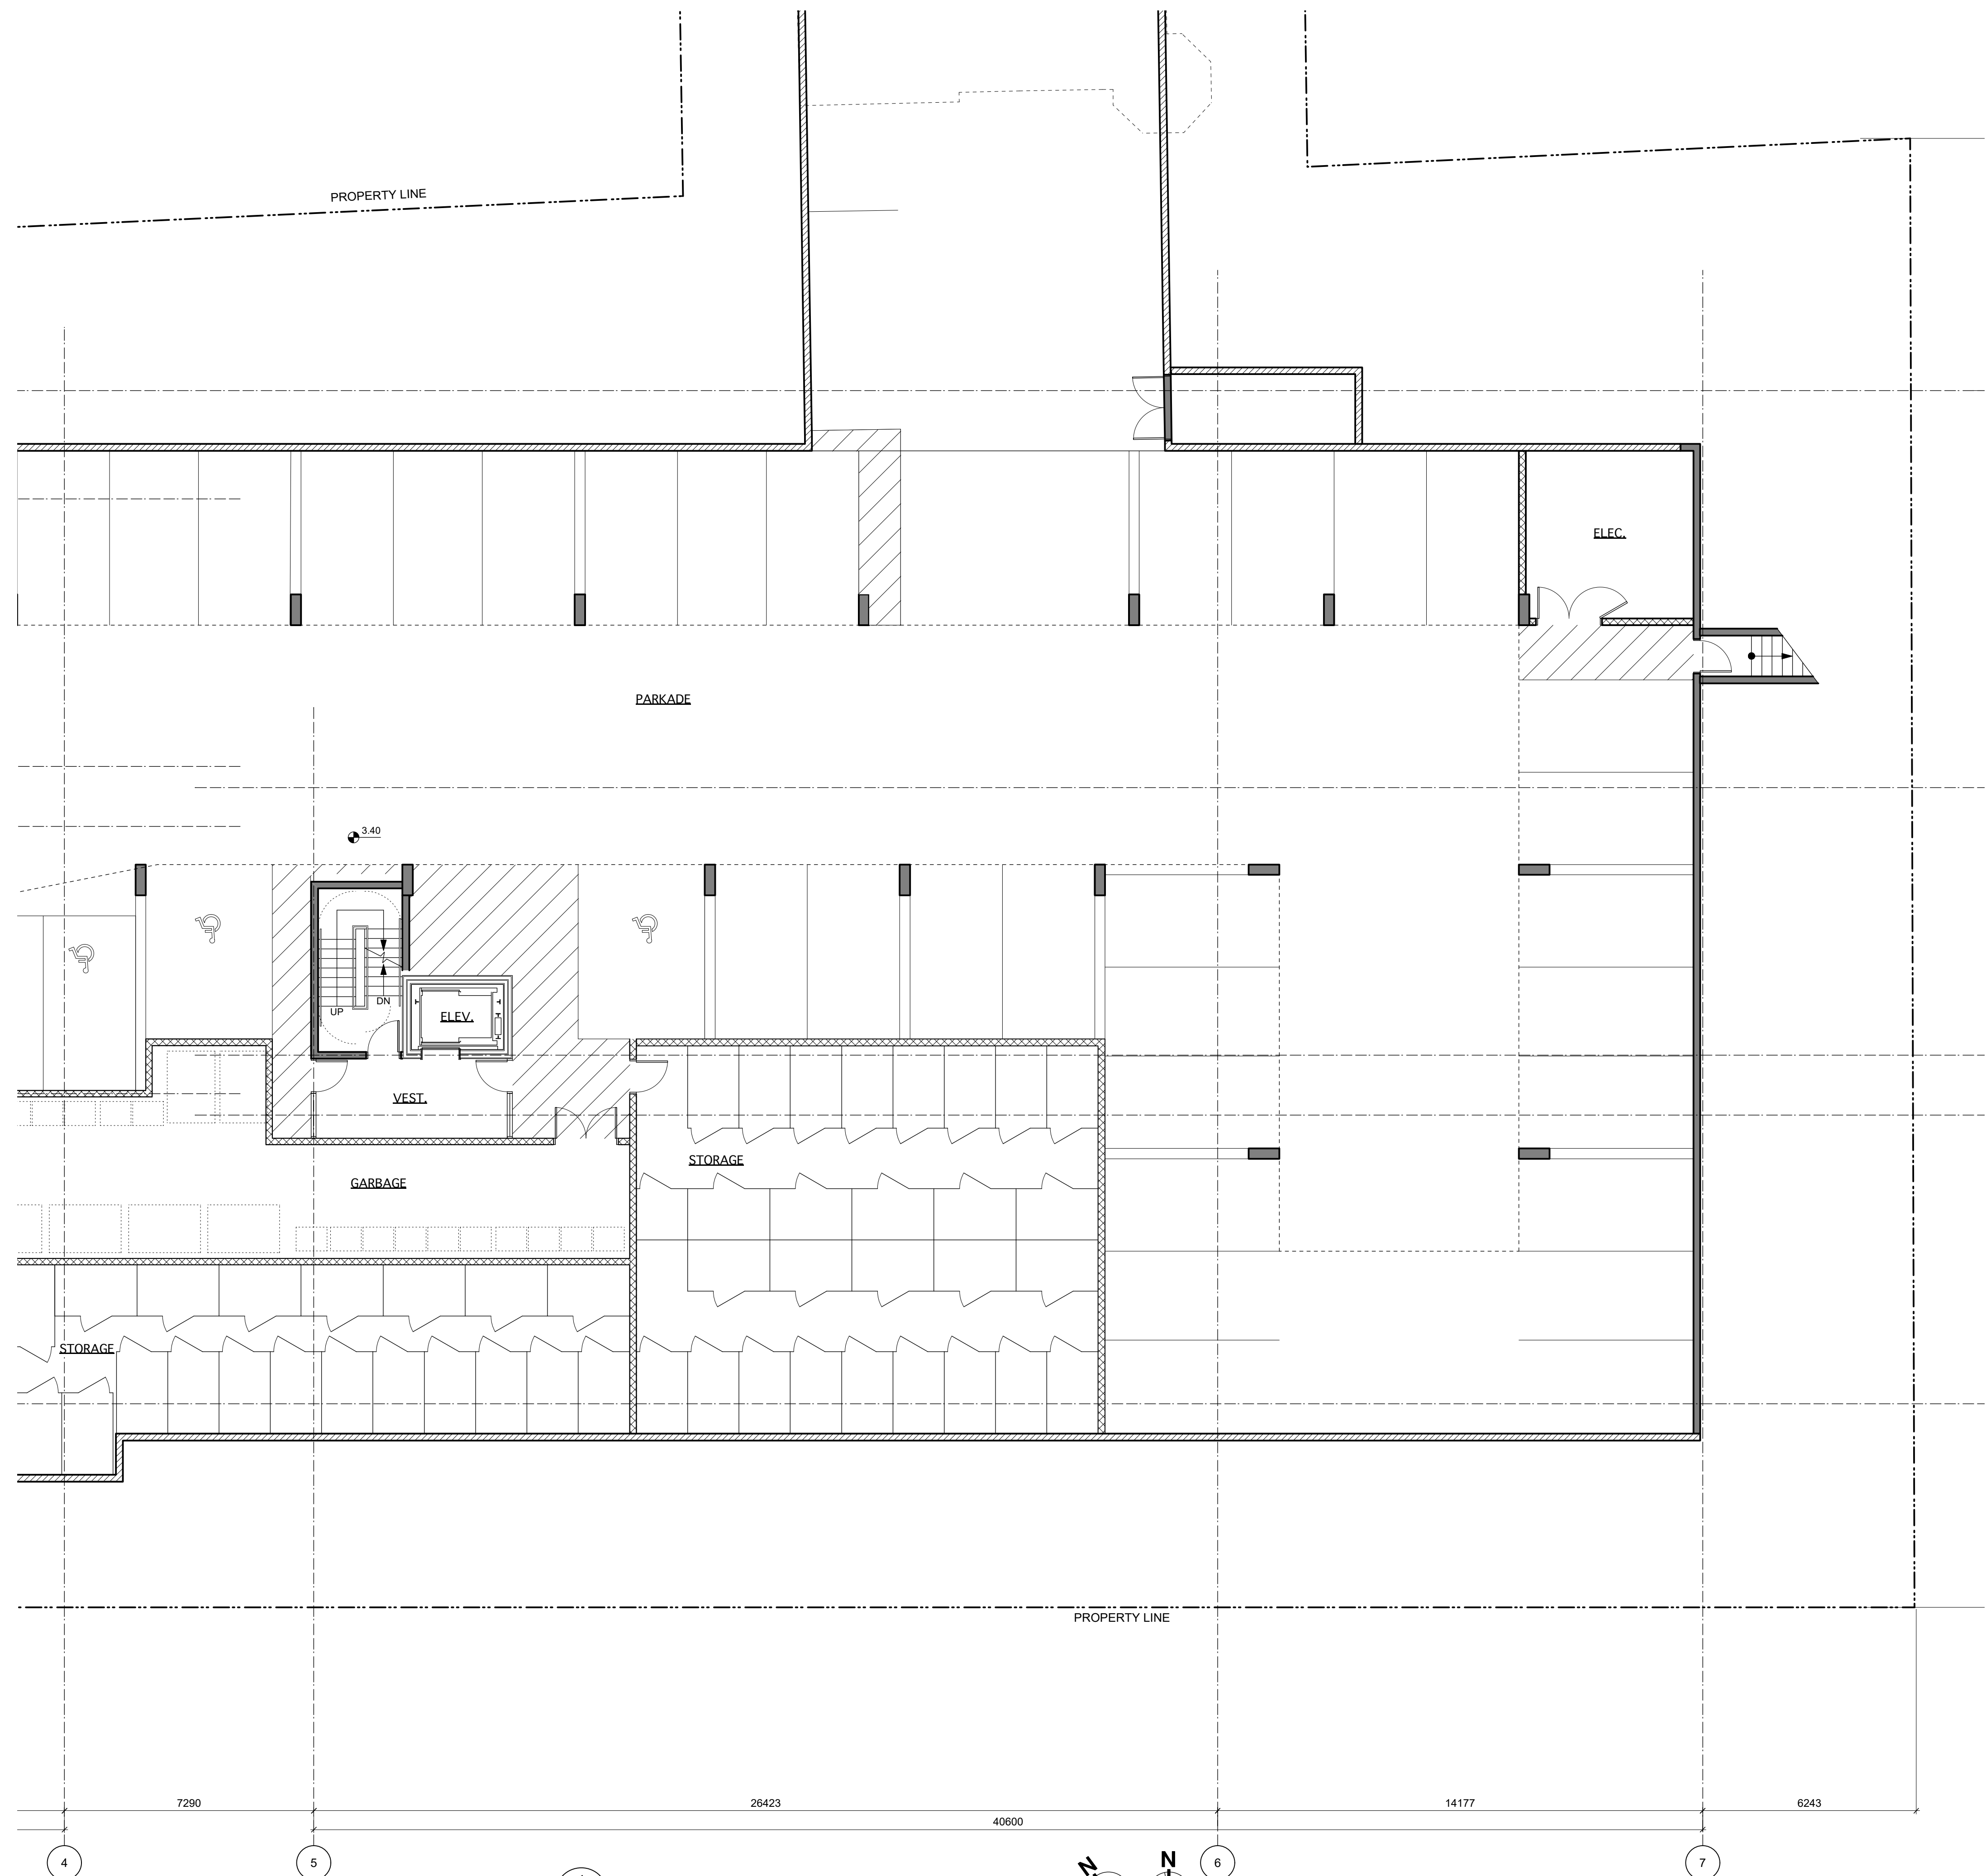 PROPERTY LINE
ELEC.
PARKADE
3.40
DN
UP
ELEV.
VEST.
STORAGE
GARBAGE
STORAGE
PROPERTY LINE
7290 26423 14177 6243
40600
N N
4 5 6 7